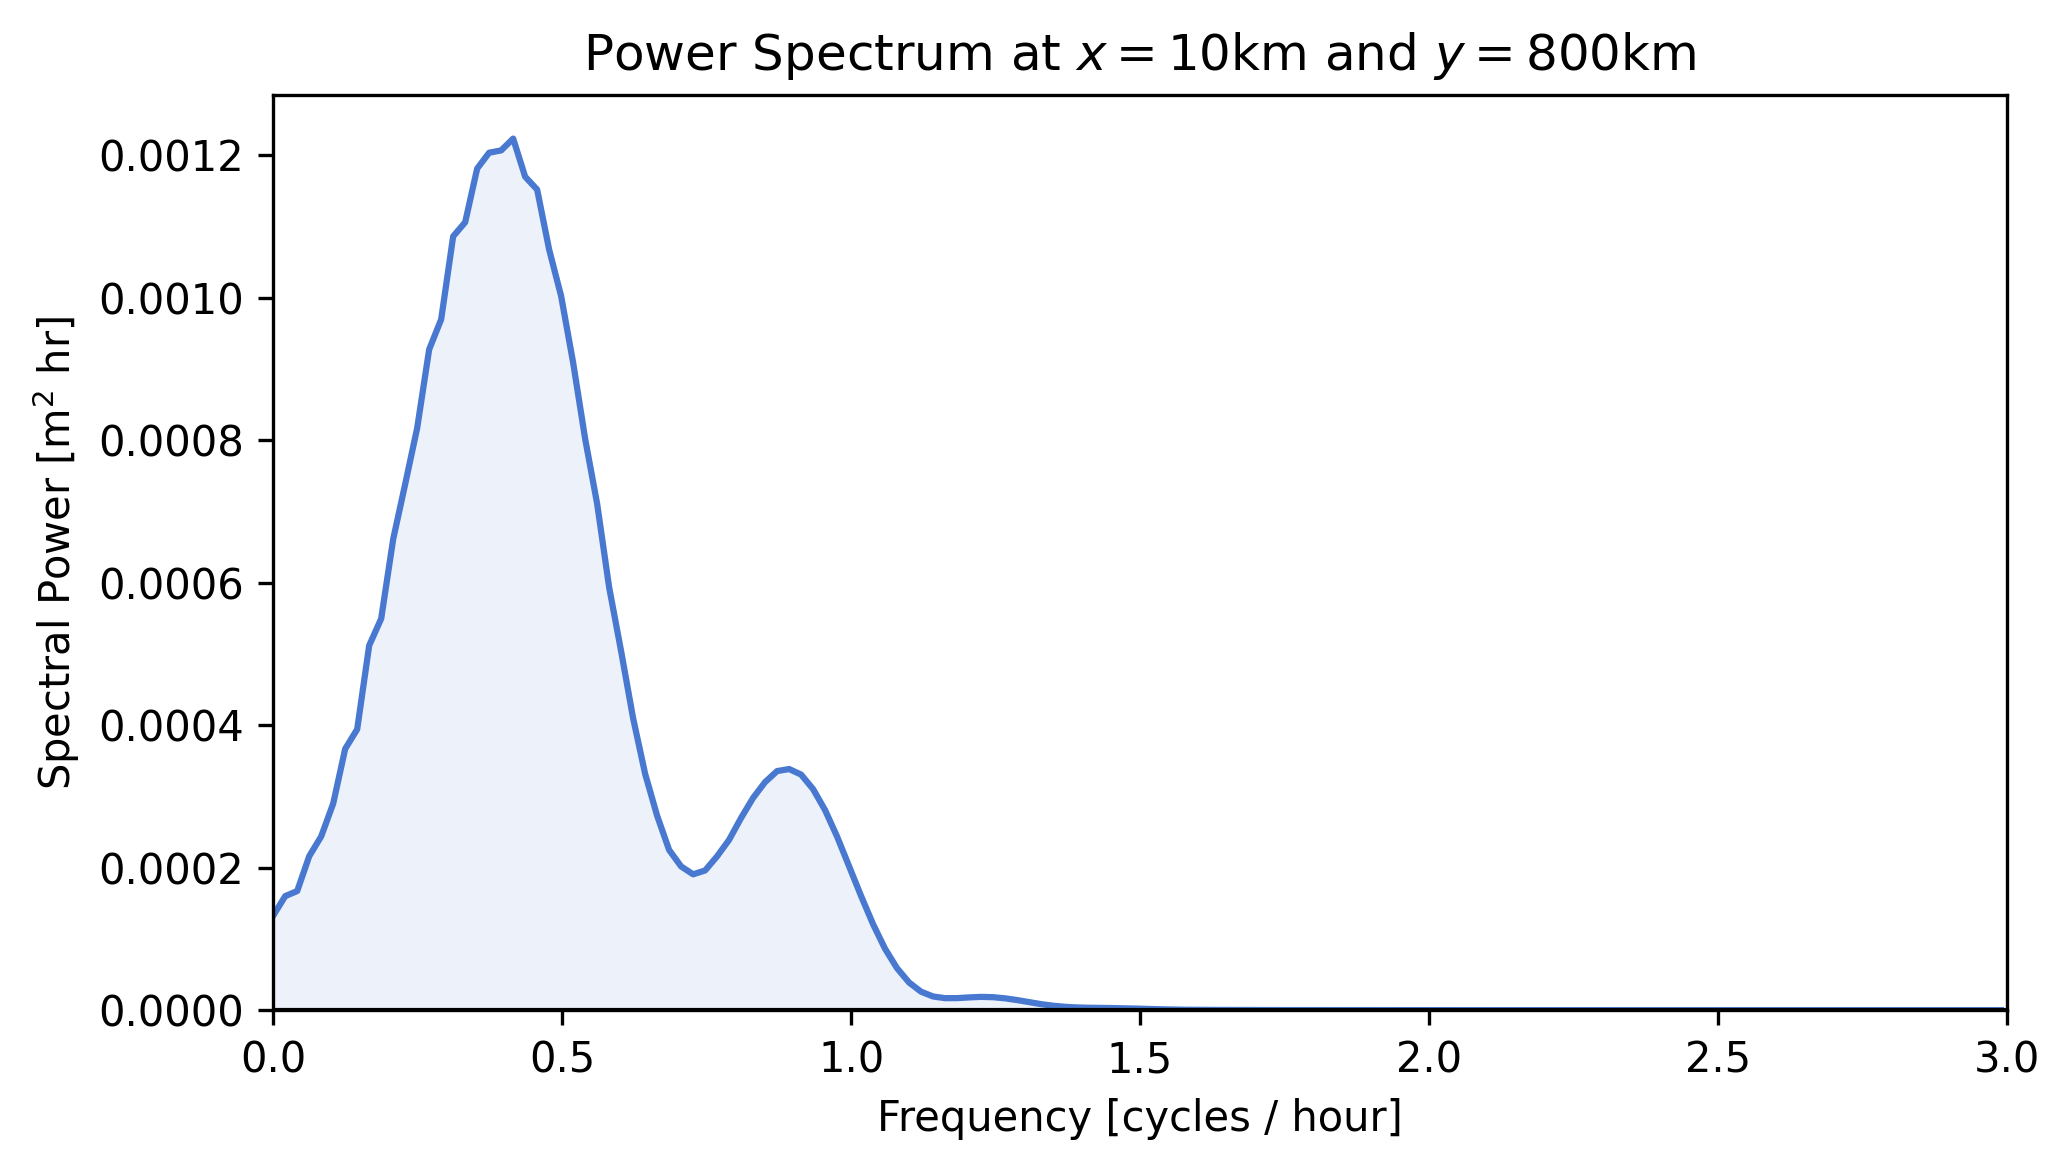 Power Spectrum at x = 10km and y = 800km
Spectral Power [m² hr]
0.0012
0.0010
0.0008
0.0006
0.0004
0.0002
0.0000
0.0 0.5 1.0 1.5 2.0 2.5 3.0
Frequency [cycles / hour]